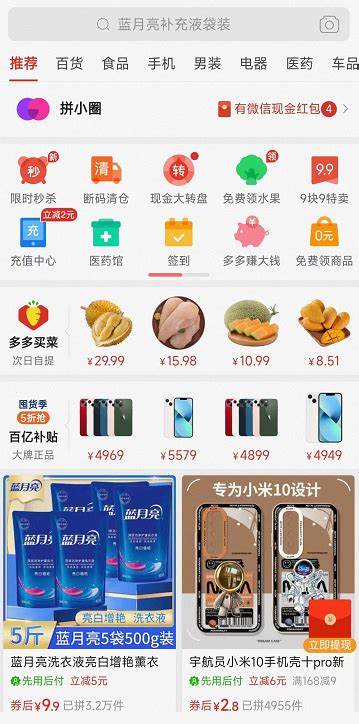 蓝月亮补充液袋装
推荐 百货 食品 手机 男装 电器 医药 车品
拼小圈
有微信现金红包 4
秒 新
清
转
领
9.9
限时秒杀 断码清仓 现金大转盘 免费领水果 9块9特卖
立减2元
充
0元
充值中心 医药馆 签到 多多赚大钱 免费领商品
多多买菜
次日自提
¥29.99 ¥15.98 ¥10.99 ¥8.51
囤货季
5折抢
百亿补贴
大牌正品
¥4969 ¥5579 ¥4899 ¥4949
蓝月亮
蓝月亮
亮白增艳 洗衣液
5斤 蓝月亮5袋500g装
蓝月亮洗衣液亮白增艳薰衣
先用后付 立减5元
券后¥9.9 已拼3.2万件
专为小米10设计
立即提现
宇航员小米10手机壳十pro新
先用后付 立减6元 满168减9
券后¥2.8 已拼4955件